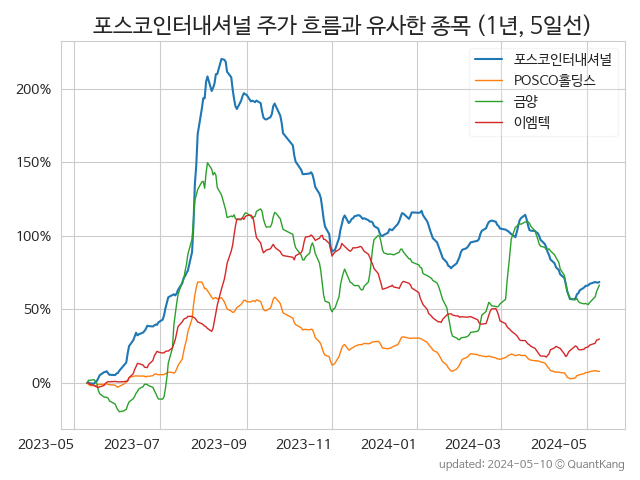 포스코인터내셔널 주가 흐름과 유사한 종목 (1년, 5일선)
포스코인터내셔널
POSCO홀딩스
금양
이엠텍
200%
150%
100%
50%
0%
2023-05 2023-07 2023-09 2023-11 2024-01 2024-03 2024-05
updated: 2024-05-10 © QuantKang